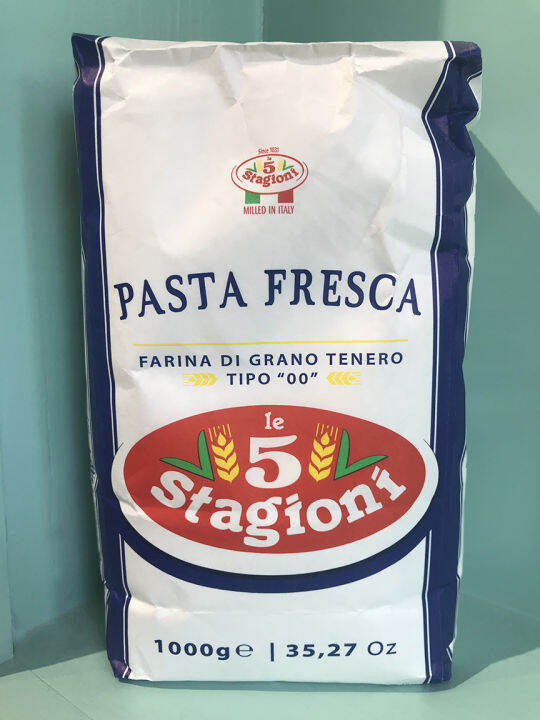 Since 1831
le
5
Stagioni
MILLED IN ITALY
PASTA FRESCA
FARINA DI GRANO TENERO
TIPO "00"
le
5
Stagioni
1000g℮ | 35,27 Oz